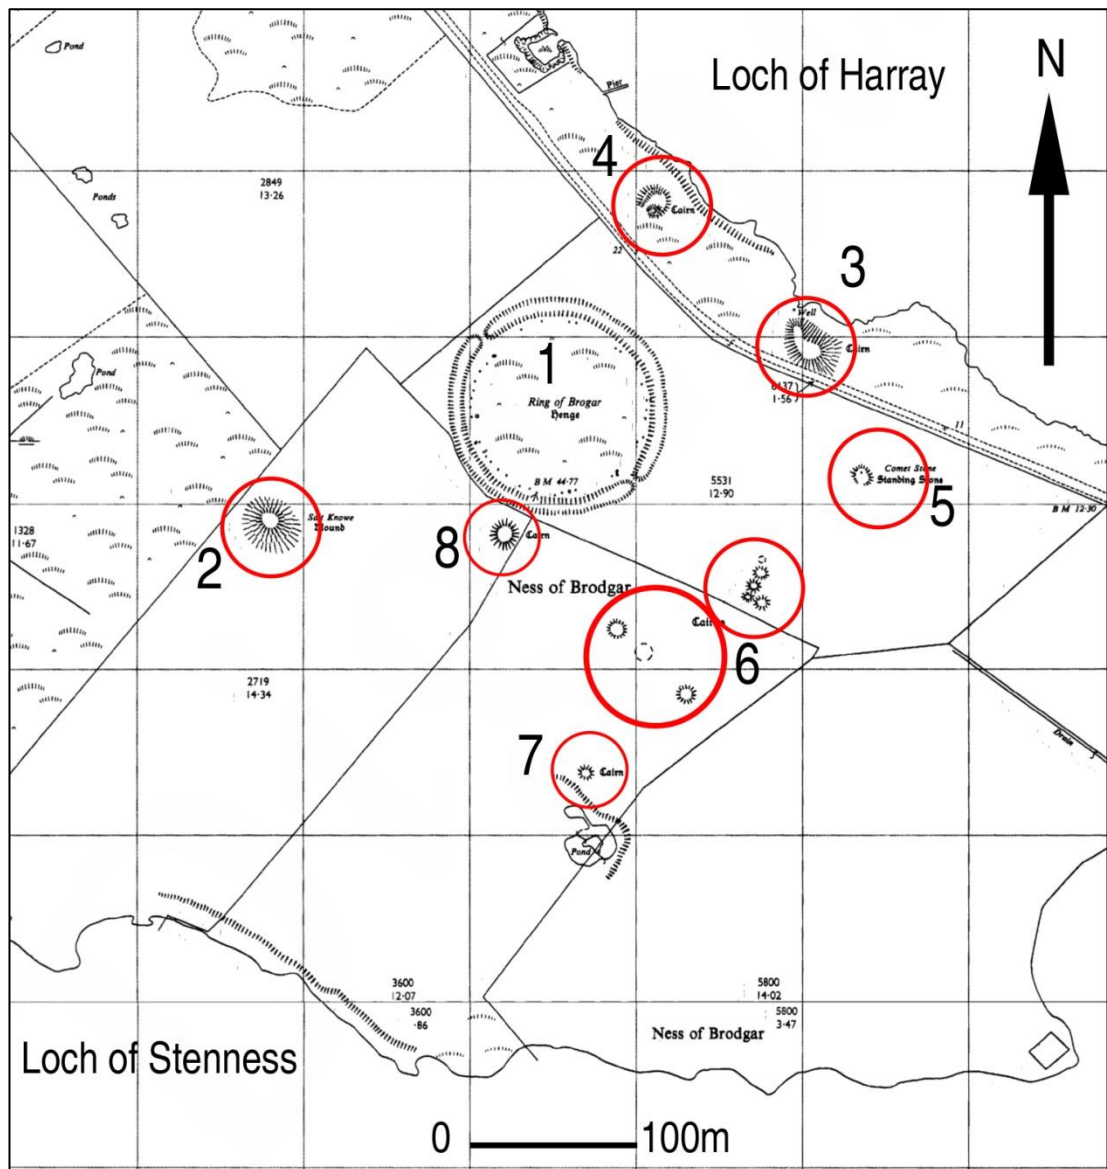 Pond
Loch of Harray
N
Pier
4
Ponds
2849
13·26
Cairn
22
3
Well
Cairn
6437
1·56
Pond
1
Ring of Brogar
Henge
11
Comet Stone
Standing Stone
5
B M 44·77
5531
12·90
B M 12·30
1328
11·67
Salt Knowe
Mound
2
8
Cairn
Ness of Brodgar
Cairns
6
2719
14·34
7
Cairn
Drain
Pond
3600
12·07
3600
·86
5800
14·02
5800
3·47
Ness of Brodgar
Loch of Stenness
0
100m